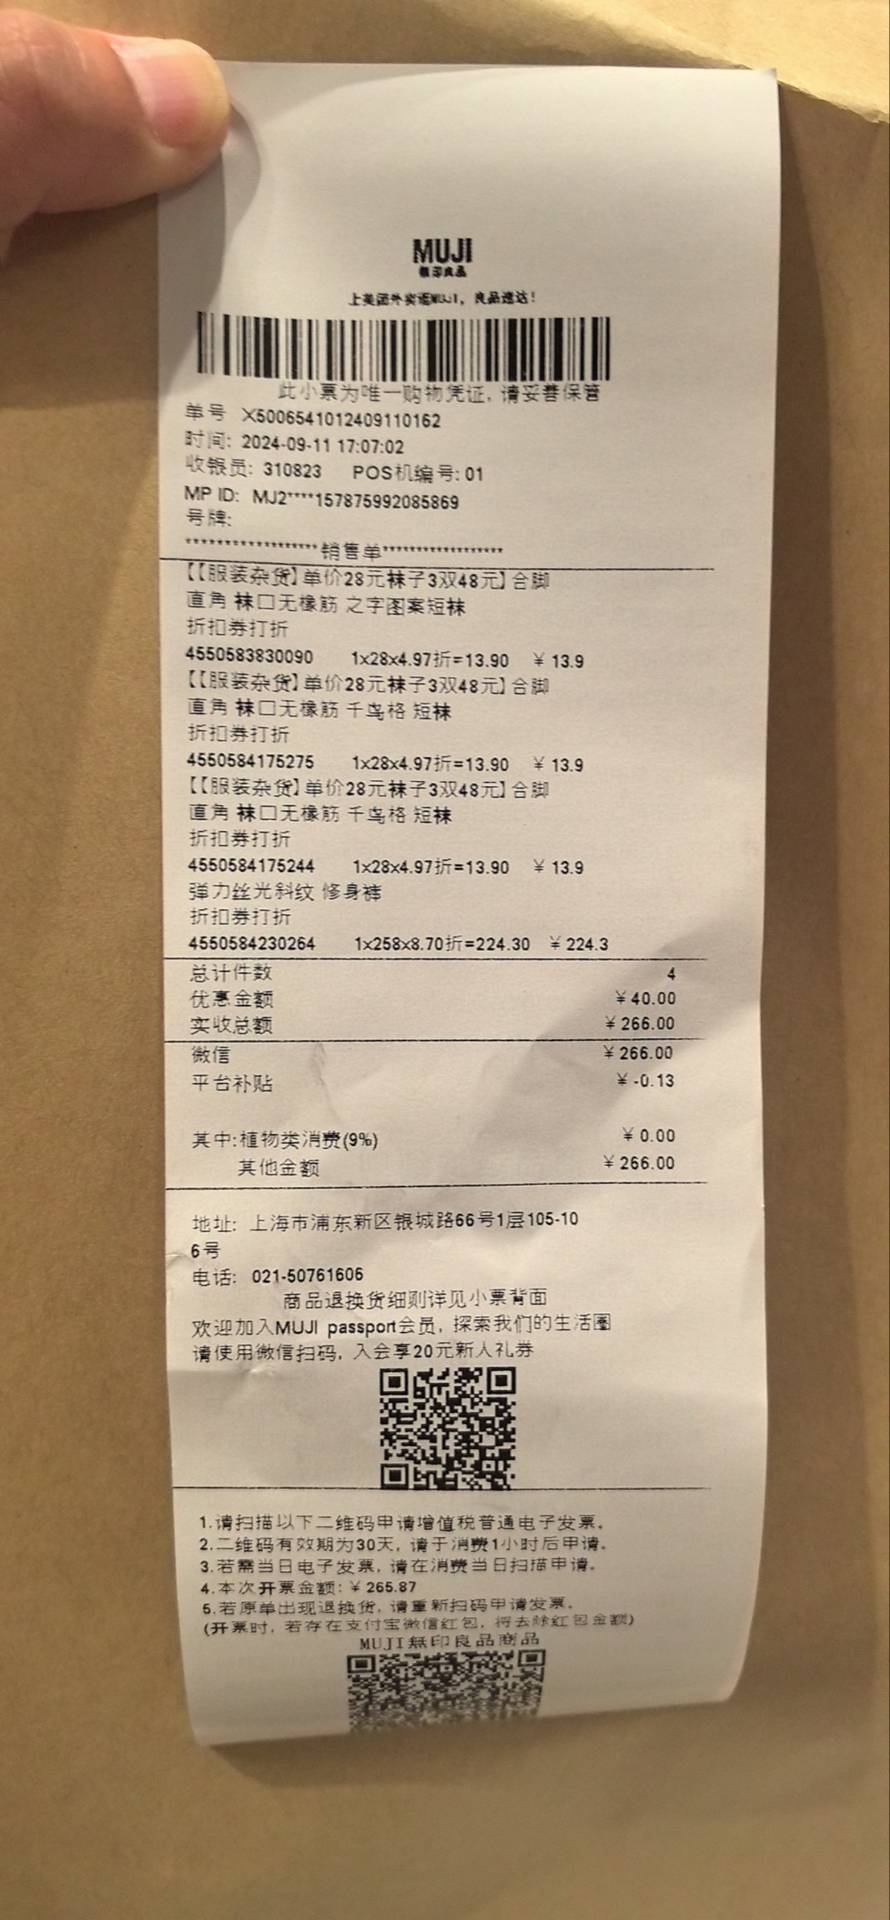 MUJI
無印良品
上美团外卖逛MUJI，良品速达！
此小票为唯一购物凭证，请妥善保管
单号 X5006541012409110162
时间: 2024-09-11 17:07:02
收银员: 310823 POS机编号: 01
MP ID: MJ2****157875992085869
号牌:
******************销售单*****************
【【服装杂货】单价28元袜子3双48元】合脚
直角 袜口无橡筋 之字图案短袜
折扣券打折
4550583830090 1x28x4.97折=13.90 ￥13.9
【【服装杂货】单价28元袜子3双48元】合脚
直角 袜口无橡筋 千鸟格 短袜
折扣券打折
4550584175275 1x28x4.97折=13.90 ￥13.9
【【服装杂货】单价28元袜子3双48元】合脚
直角 袜口无橡筋 千鸟格 短袜
折扣券打折
4550584175244 1x28x4.97折=13.90 ￥13.9
弹力丝光斜纹 修身裤
折扣券打折
4550584230264 1x258x8.70折=224.30 ￥224.3
总计件数 4
优惠金额 ￥40.00
实收总额 ￥266.00
微信 ￥266.00
平台补贴 ￥-0.13
其中:植物类消费(9%) ￥0.00
其他金额 ￥266.00
地址: 上海市浦东新区银城路66号1层105-10
6号
电话: 021-50761606
商品退换货细则详见小票背面
欢迎加入MUJI passport会员，探索我们的生活圈
请使用微信扫码，入会享20元新人礼券
1.请扫描以下二维码申请增值税普通电子发票。
2.二维码有效期为30天，请于消费1小时后申请。
3.若需当日电子发票，请在消费当日扫描申请。
4.本次开票金额: ￥265.87
5.若原单出现退换货，请重新扫码申请发票。
(开票时，若存在支付宝微信红包，将去除红包金额)
MUJI無印良品商品